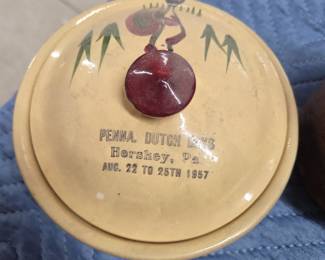 PENNA. DUTCH DAYS
Hershey, Pa
AUG. 22 TO 25TH 1957